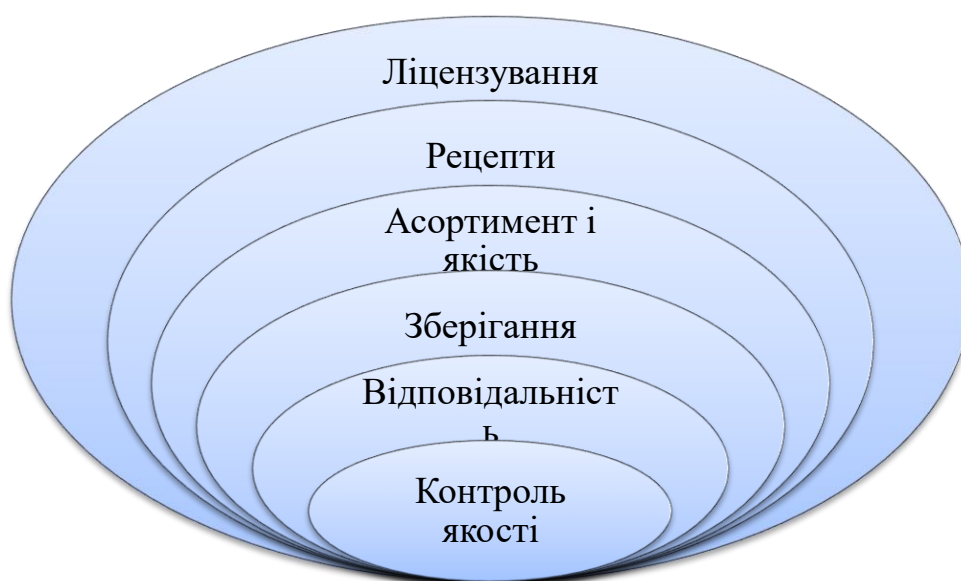 Ліцензування
Рецепти
Асортимент і
якість
Зберігання
Відповідальніст
ь
Контроль
якості